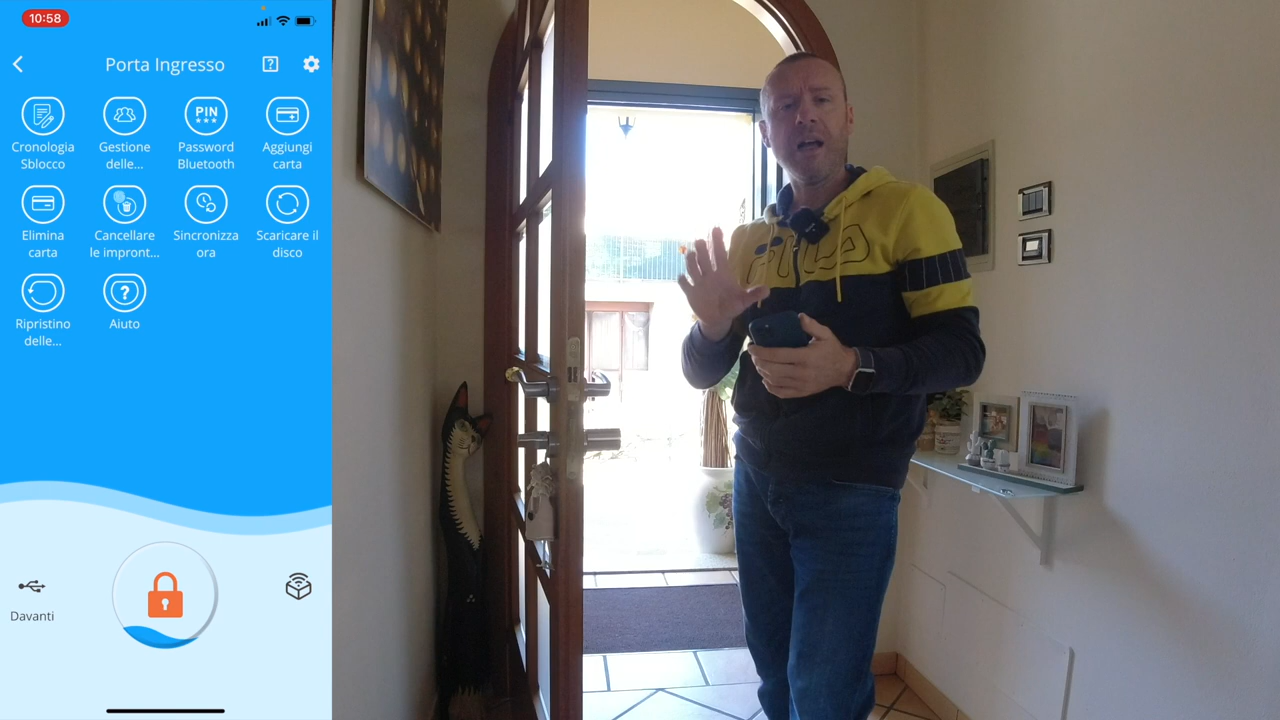 10:58
Porta Ingresso
PIN
Cronologia
Sblocco
Gestione
delle...
Password
Bluetooth
Aggiungi
carta
Elimina
carta
Cancellare
le impront...
Sincronizza
ora
Scaricare il
disco
Ripristino
delle...
Aiuto
Davanti
FILA